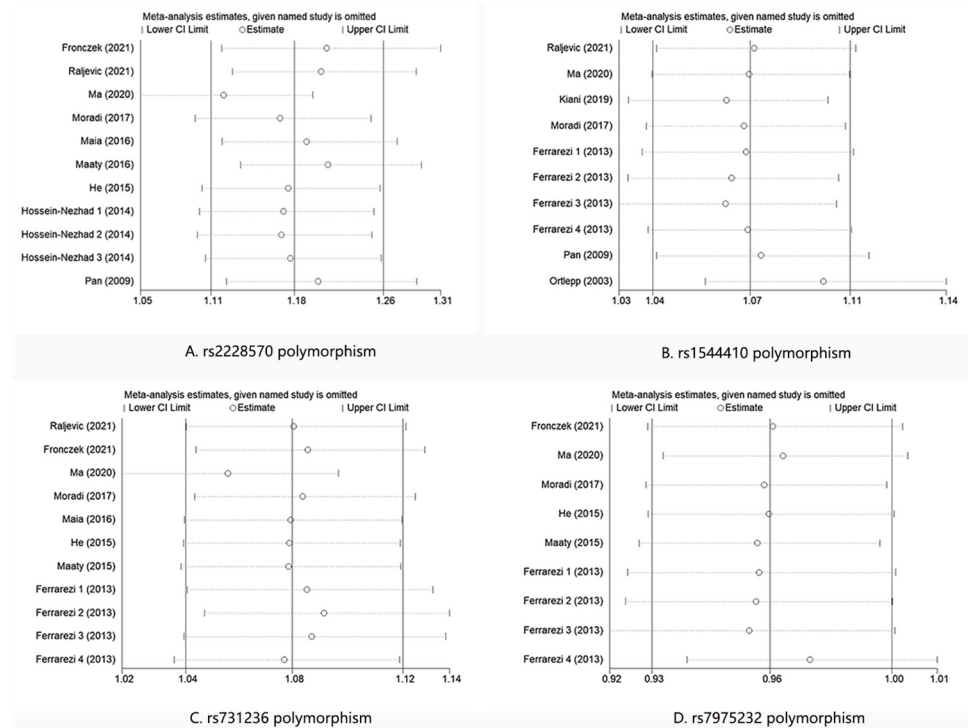 Meta-analysis estimates, given named study is omitted
Lower CI Limit Estimate Upper CI Limit
Fronczek (2021)
Raljevic (2021)
Ma (2020)
Moradi (2017)
Maia (2016)
Maaty (2016)
He (2015)
Hossein-Nezhad 1 (2014)
Hossein-Nezhad 2 (2014)
Hossein-Nezhad 3 (2014)
Pan (2009)
1.05 1.11 1.18 1.26 1.31
A. rs2228570 polymorphism
Meta-analysis estimates, given named study is omitted
Lower CI Limit Estimate Upper CI Limit
Raljevic (2021)
Ma (2020)
Kiani (2019)
Moradi (2017)
Ferrarezi 1 (2013)
Ferrarezi 2 (2013)
Ferrarezi 3 (2013)
Ferrarezi 4 (2013)
Pan (2009)
Ortlepp (2003)
1.03 1.04 1.07 1.11 1.14
B. rs1544410 polymorphism
Meta-analysis estimates, given named study is omitted
Lower CI Limit Estimate Upper CI Limit
Raljevic (2021)
Fronczek (2021)
Ma (2020)
Moradi (2017)
Maia (2016)
He (2015)
Maaty (2015)
Ferrarezi 1 (2013)
Ferrarezi 2 (2013)
Ferrarezi 3 (2013)
Ferrarezi 4 (2013)
1.02 1.04 1.08 1.12 1.14
C. rs731236 polymorphism
Meta-analysis estimates, given named study is omitted
Lower CI Limit Estimate Upper CI Limit
Fronczek (2021)
Ma (2020)
Moradi (2017)
He (2015)
Maaty (2015)
Ferrarezi 1 (2013)
Ferrarezi 2 (2013)
Ferrarezi 3 (2013)
Ferrarezi 4 (2013)
0.92 0.93 0.96 1.00 1.01
D. rs7975232 polymorphism